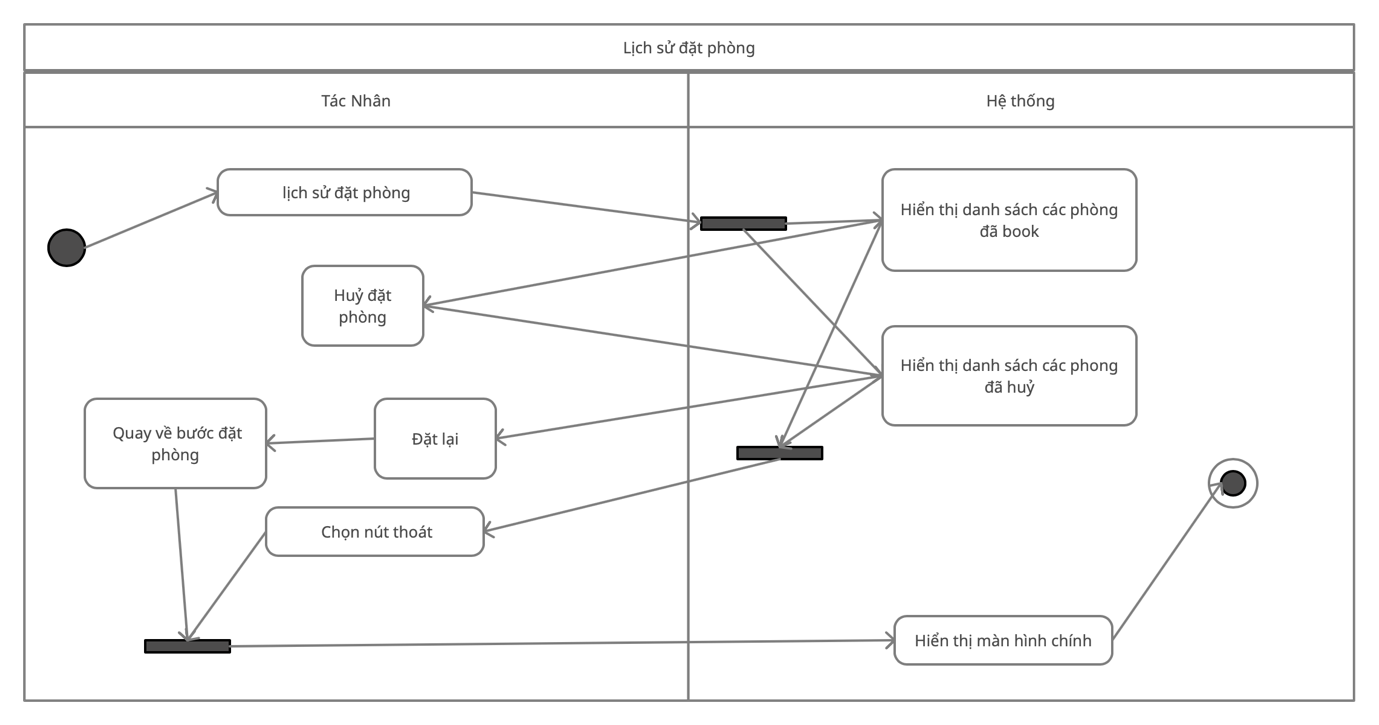 Lịch sử đặt phòng
Tác Nhân
Hệ thống
lịch sử đặt phòng
Hiển thị danh sách các phòng
đã book
Huỷ đặt
phòng
Hiển thị danh sách các phong
đã huỷ
Quay về bước đặt
phòng
Đặt lại
Chọn nút thoát
Hiển thị màn hình chính